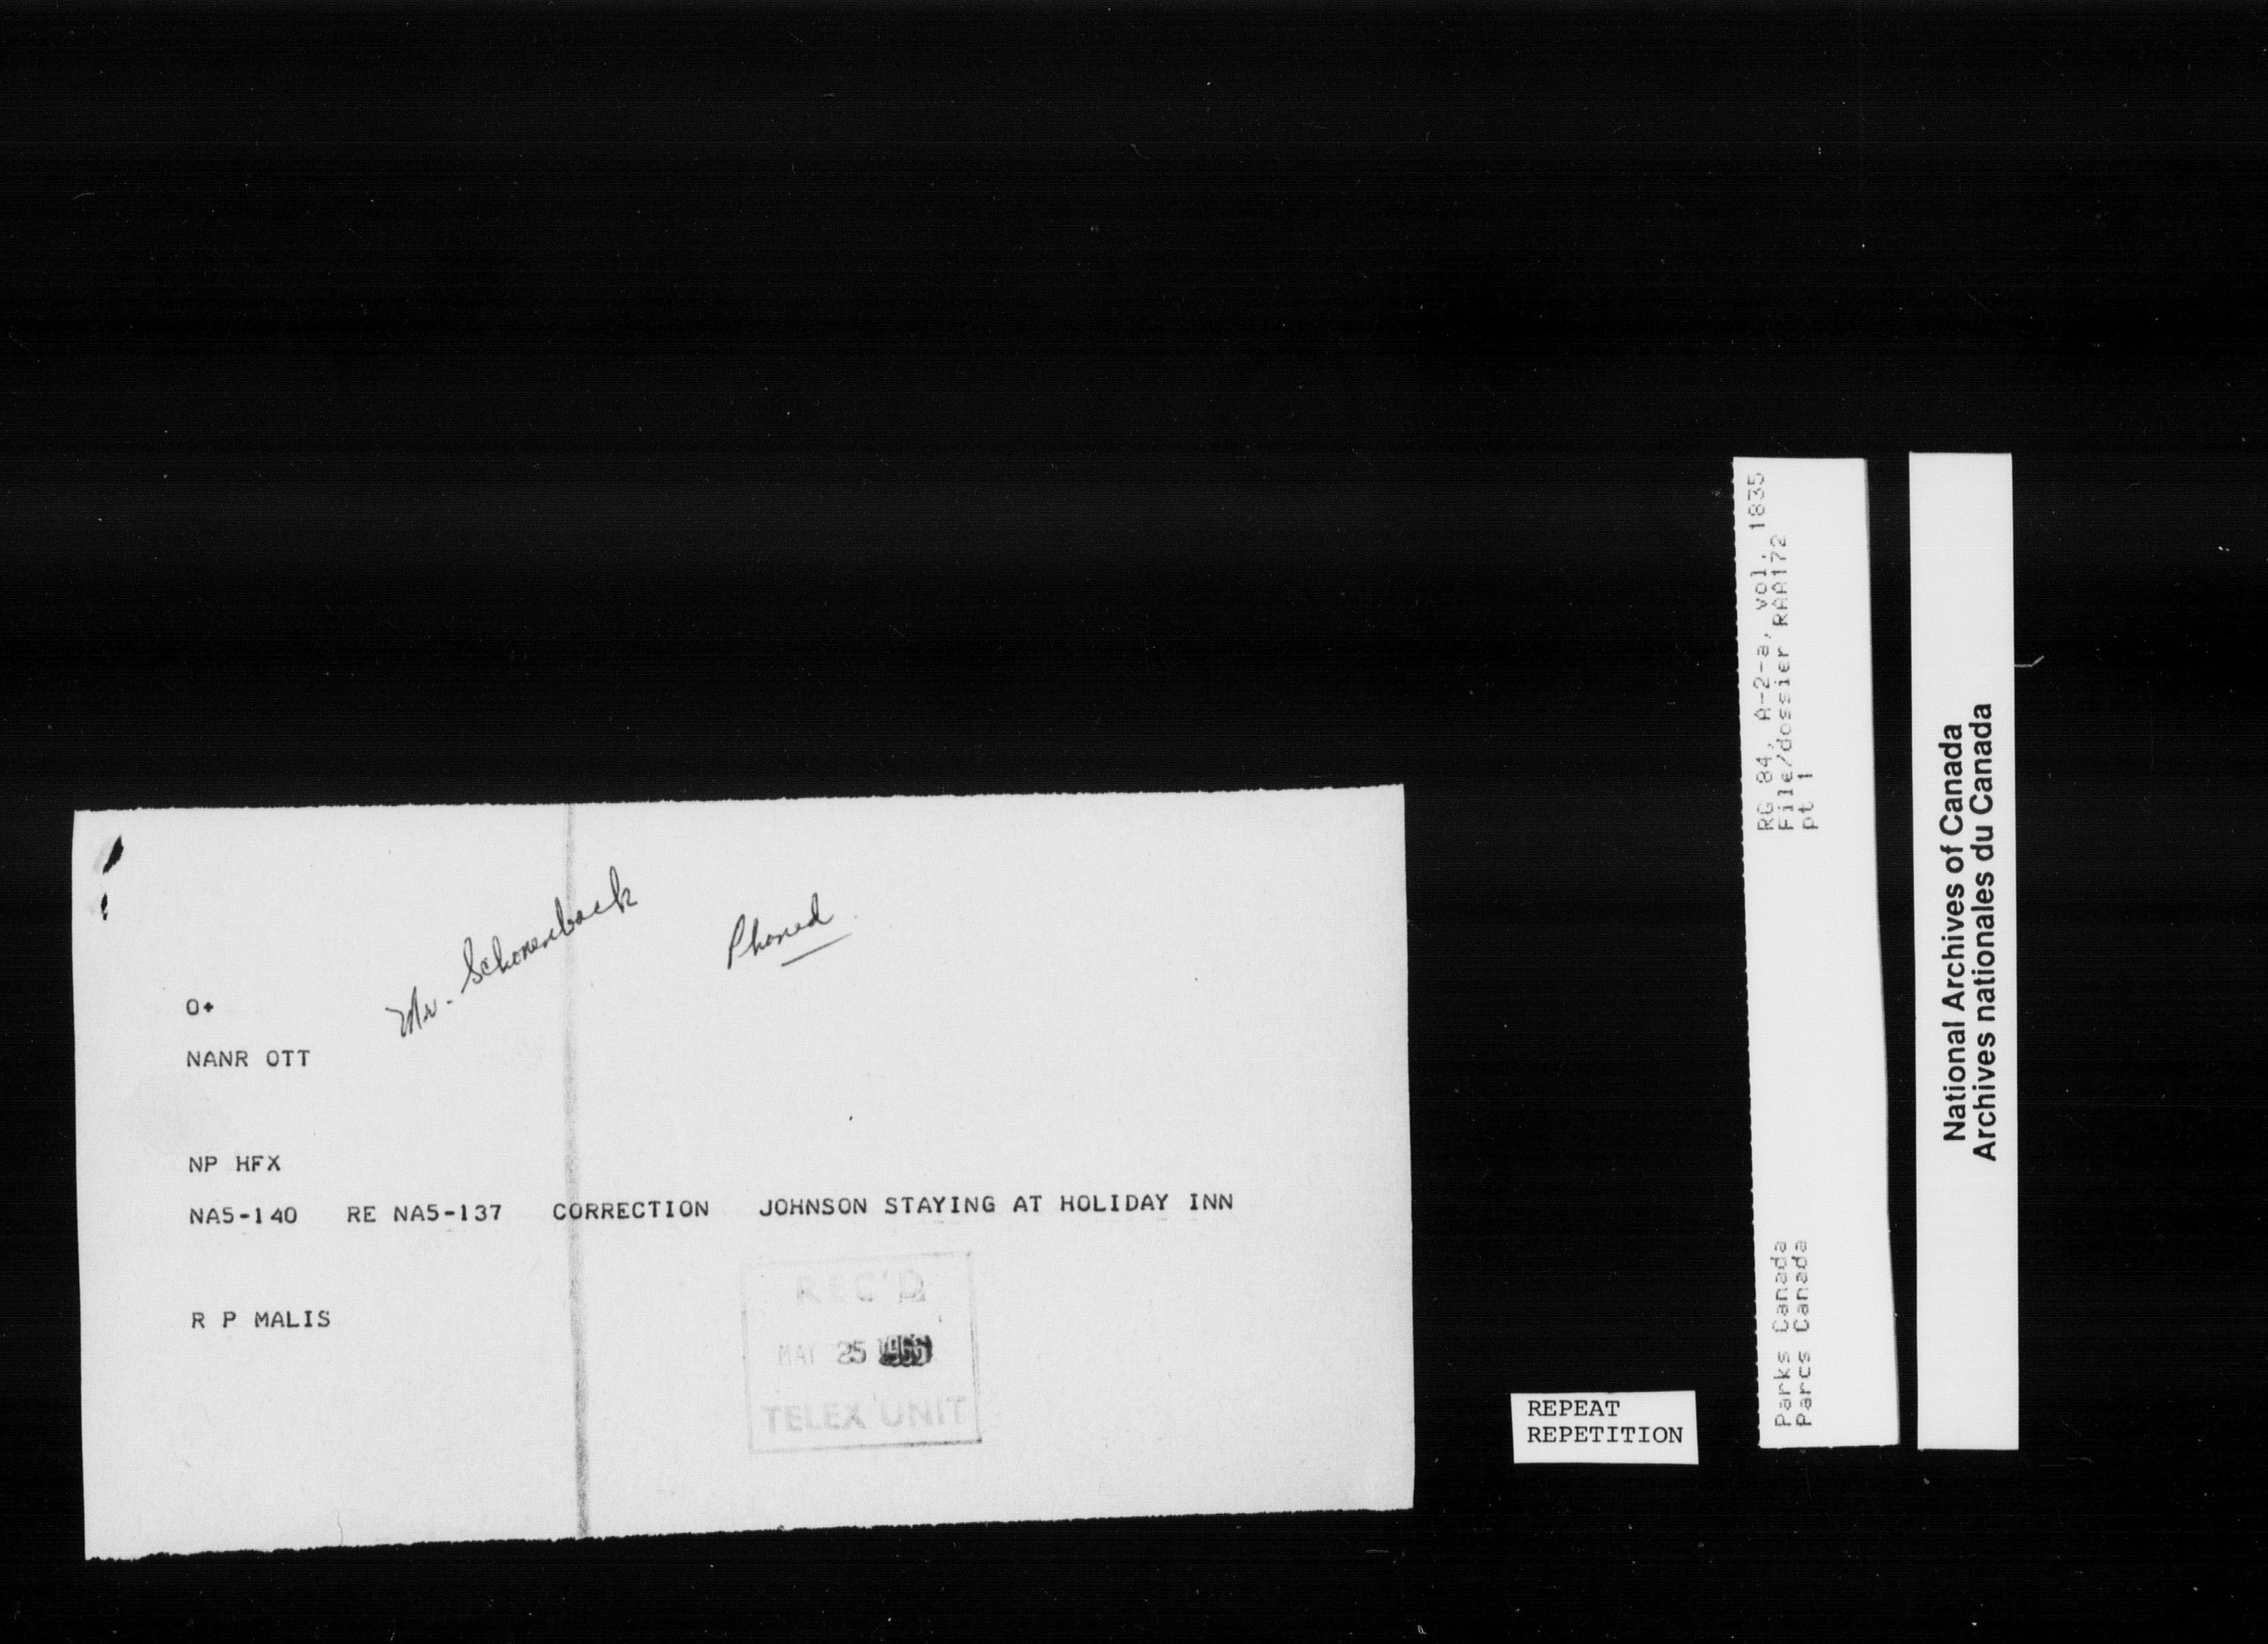 Mr. Schonenback
Phoned
O+
NANR OTT
NP HFX
NA5-140 RE NA5-137 CORRECTION JOHNSON STAYING AT HOLIDAY INN
R P MALIS
REC'D
MAY 25
TELEX UNIT
REPEAT
REPETITION
RG 84, A-2-a, vol. 1835
File/dossier RAA172
pt 1
Parks Canada
Parcs Canada
National Archives of Canada
Archives nationales du Canada